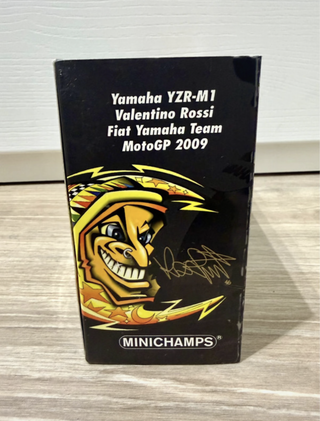 Yamaha YZR-M1
Valentino Rossi
Fiat Yamaha Team
MotoGP 2009
MINICHAMPS®